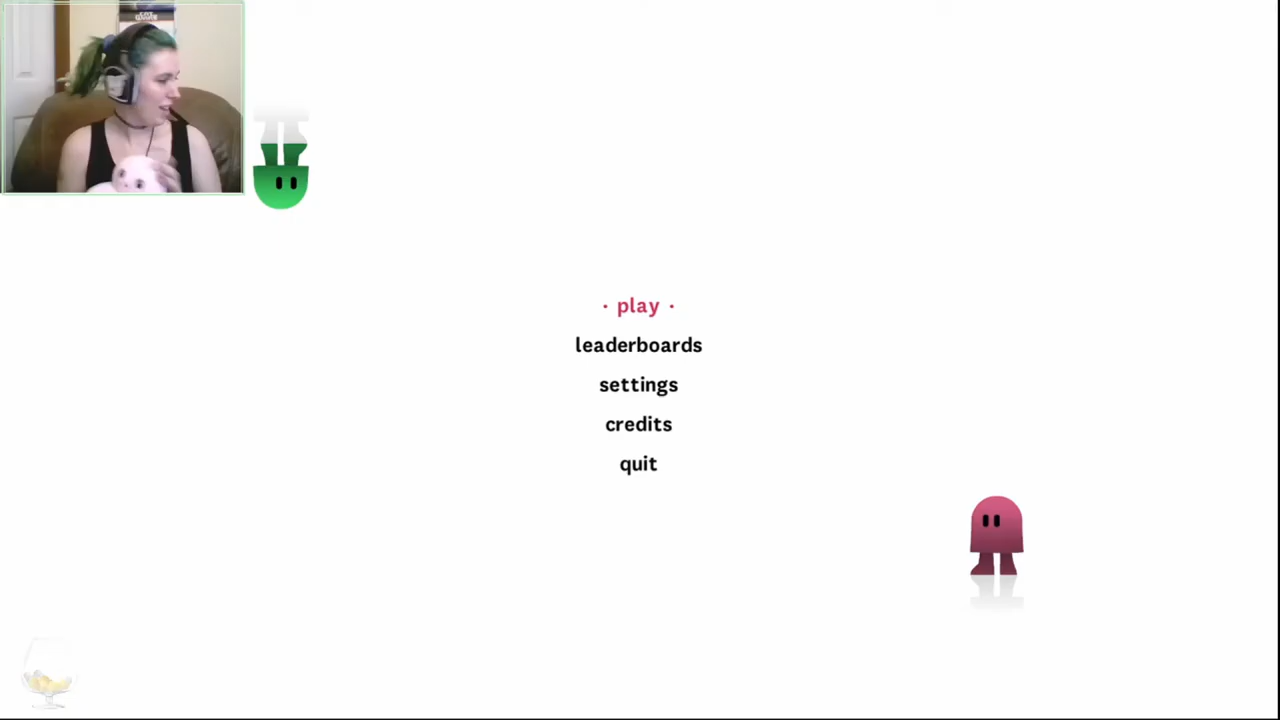 · play ·
leaderboards
settings
credits
quit